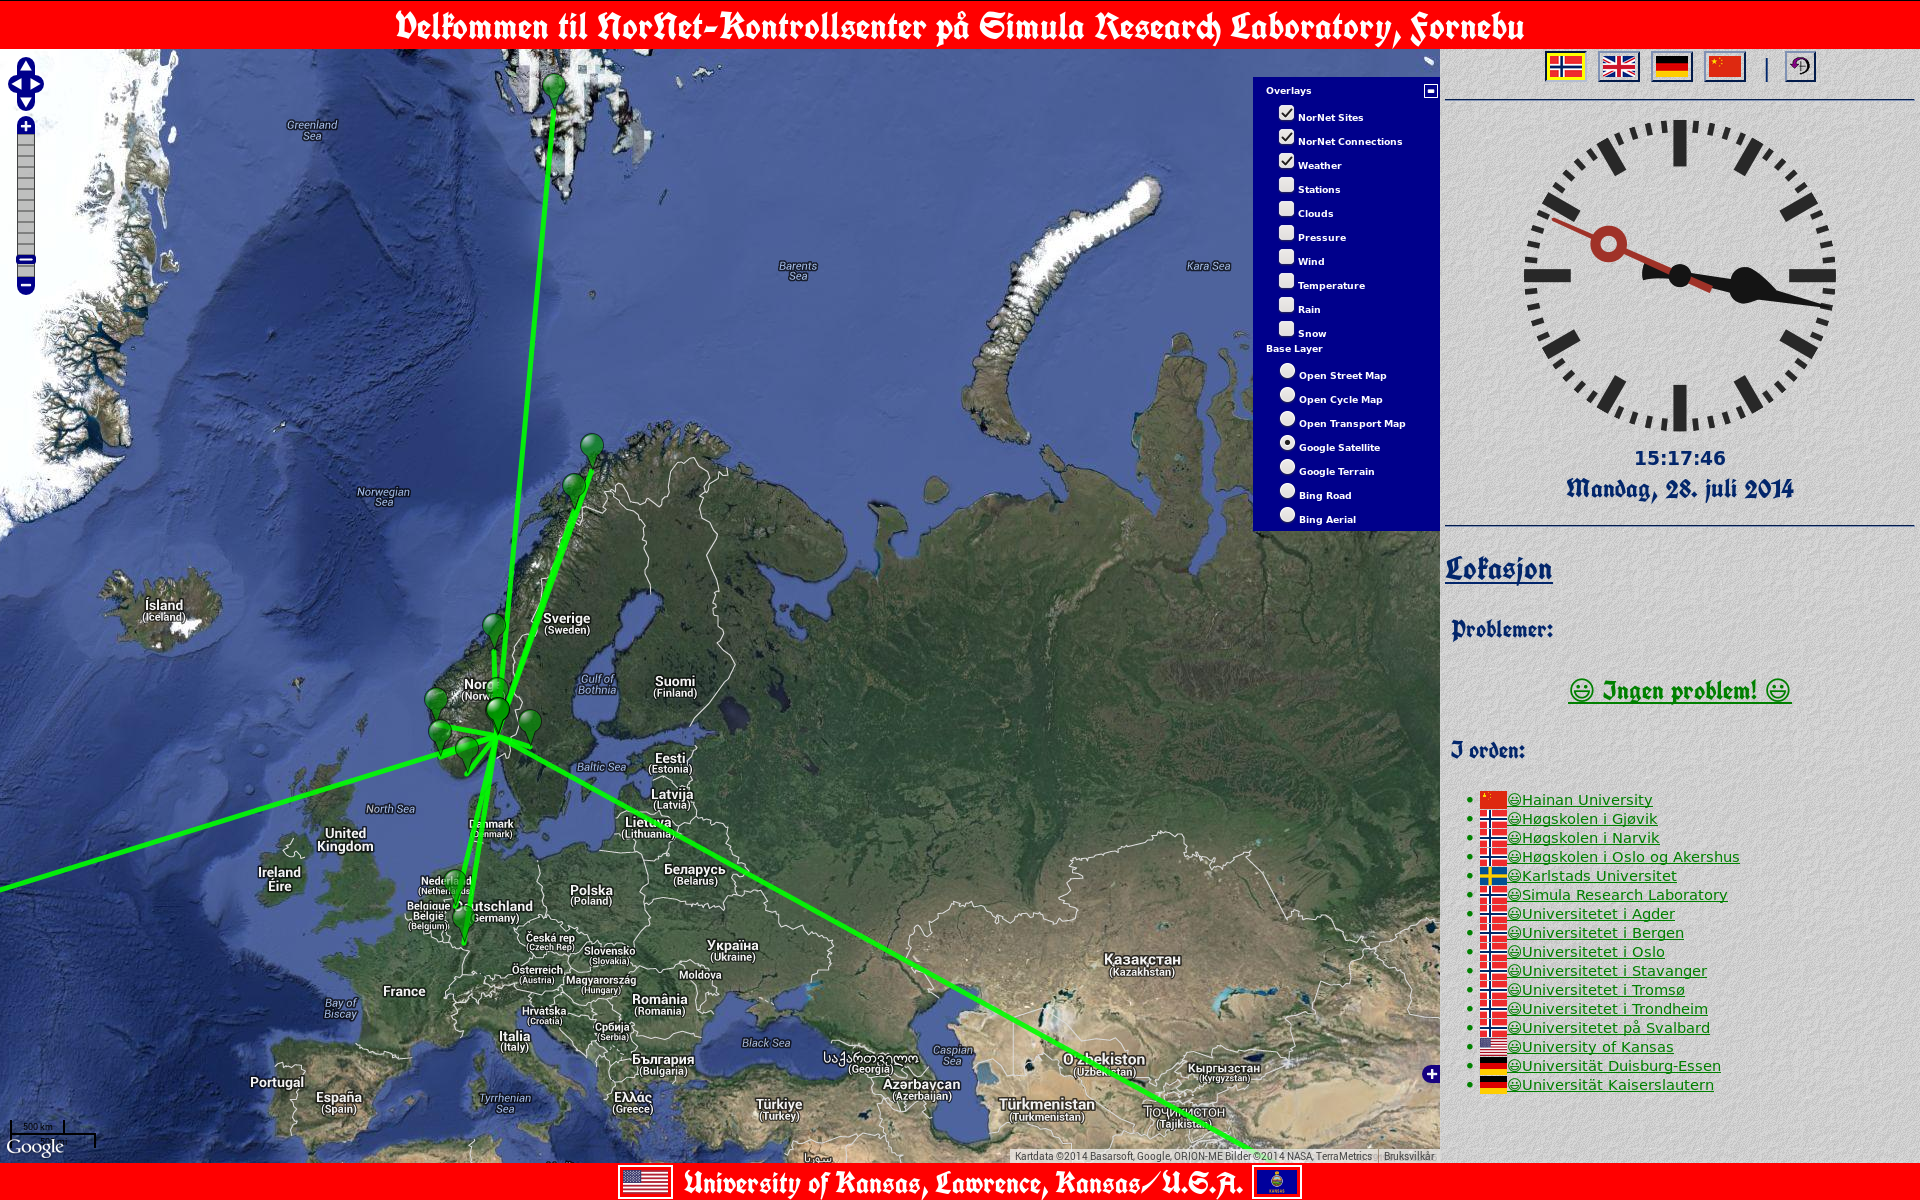 Velkommen til NorNet-Kontrollsenter på Simula Research Laboratory, Fornebu
Greenland
Sea
Barents
Sea
Kara Sea
Norwegian
Sea
Ísland
(Iceland)
Sverige
(Sweden)
Gulf of
Bothnia
Suomi
(Finland)
Eesti
(Estonia)
Baltic Sea
Latvija
(Latvia)
North Sea
Lietuva
(Lithuania)
United
Kingdom
Беларусь
(Belarus)
Ireland
Éire
Polska
(Poland)
Belgique
België
(Belgium)
(Germany)
Česká rep
(Czech Rep)
Slovensko
(Slovakia)
Україна
(Ukraine)
Қазақстан
(Kazakhstan)
Österreich
(Austria)
Magyarország
(Hungary)
Moldova
France
România
(Romania)
Bay of
Biscay
Hrvatska
(Croatia)
Србија
(Serbia)
Italia
(Italy)
Black Sea
Caspian
Sea
България
(Bulgaria)
საქართველო
(Georgia)
O'zbekiston
(Uzbekistan)
Кыргызстан
(Kyrgyzstan)
Portugal
España
(Spain)
Tyrrhenian
Sea
Ελλάς
(Greece)
Türkiye
(Turkey)
Azərbaycan
(Azerbaijan)
Türkmenistan
(Turkmenistan)
Тоҷикистон
(Tajikistan)
500 km
Google
Kartdata ©2014 Basarsoft, Google, ORION-ME Bilder ©2014 NASA, TerraMetrics
Bruksvilkår
Overlays
NorNet Sites
NorNet Connections
Weather
Stations
Clouds
Pressure
Wind
Temperature
Rain
Snow
Base Layer
Open Street Map
Open Cycle Map
Open Transport Map
Google Satellite
Google Terrain
Bing Road
Bing Aerial
15:17:46
Mandag, 28. juli 2014
Lokasjon
Problemer:
Ingen problem!
I orden:
Hainan University
Høgskolen i Gjøvik
Høgskolen i Narvik
Høgskolen i Oslo og Akershus
Karlstads Universitet
Simula Research Laboratory
Universitetet i Agder
Universitetet i Bergen
Universitetet i Oslo
Universitetet i Stavanger
Universitetet i Tromsø
Universitetet i Trondheim
Universitetet på Svalbard
University of Kansas
Universität Duisburg-Essen
Universität Kaiserslautern
University of Kansas, Lawrence, Kansas/U.S.A.